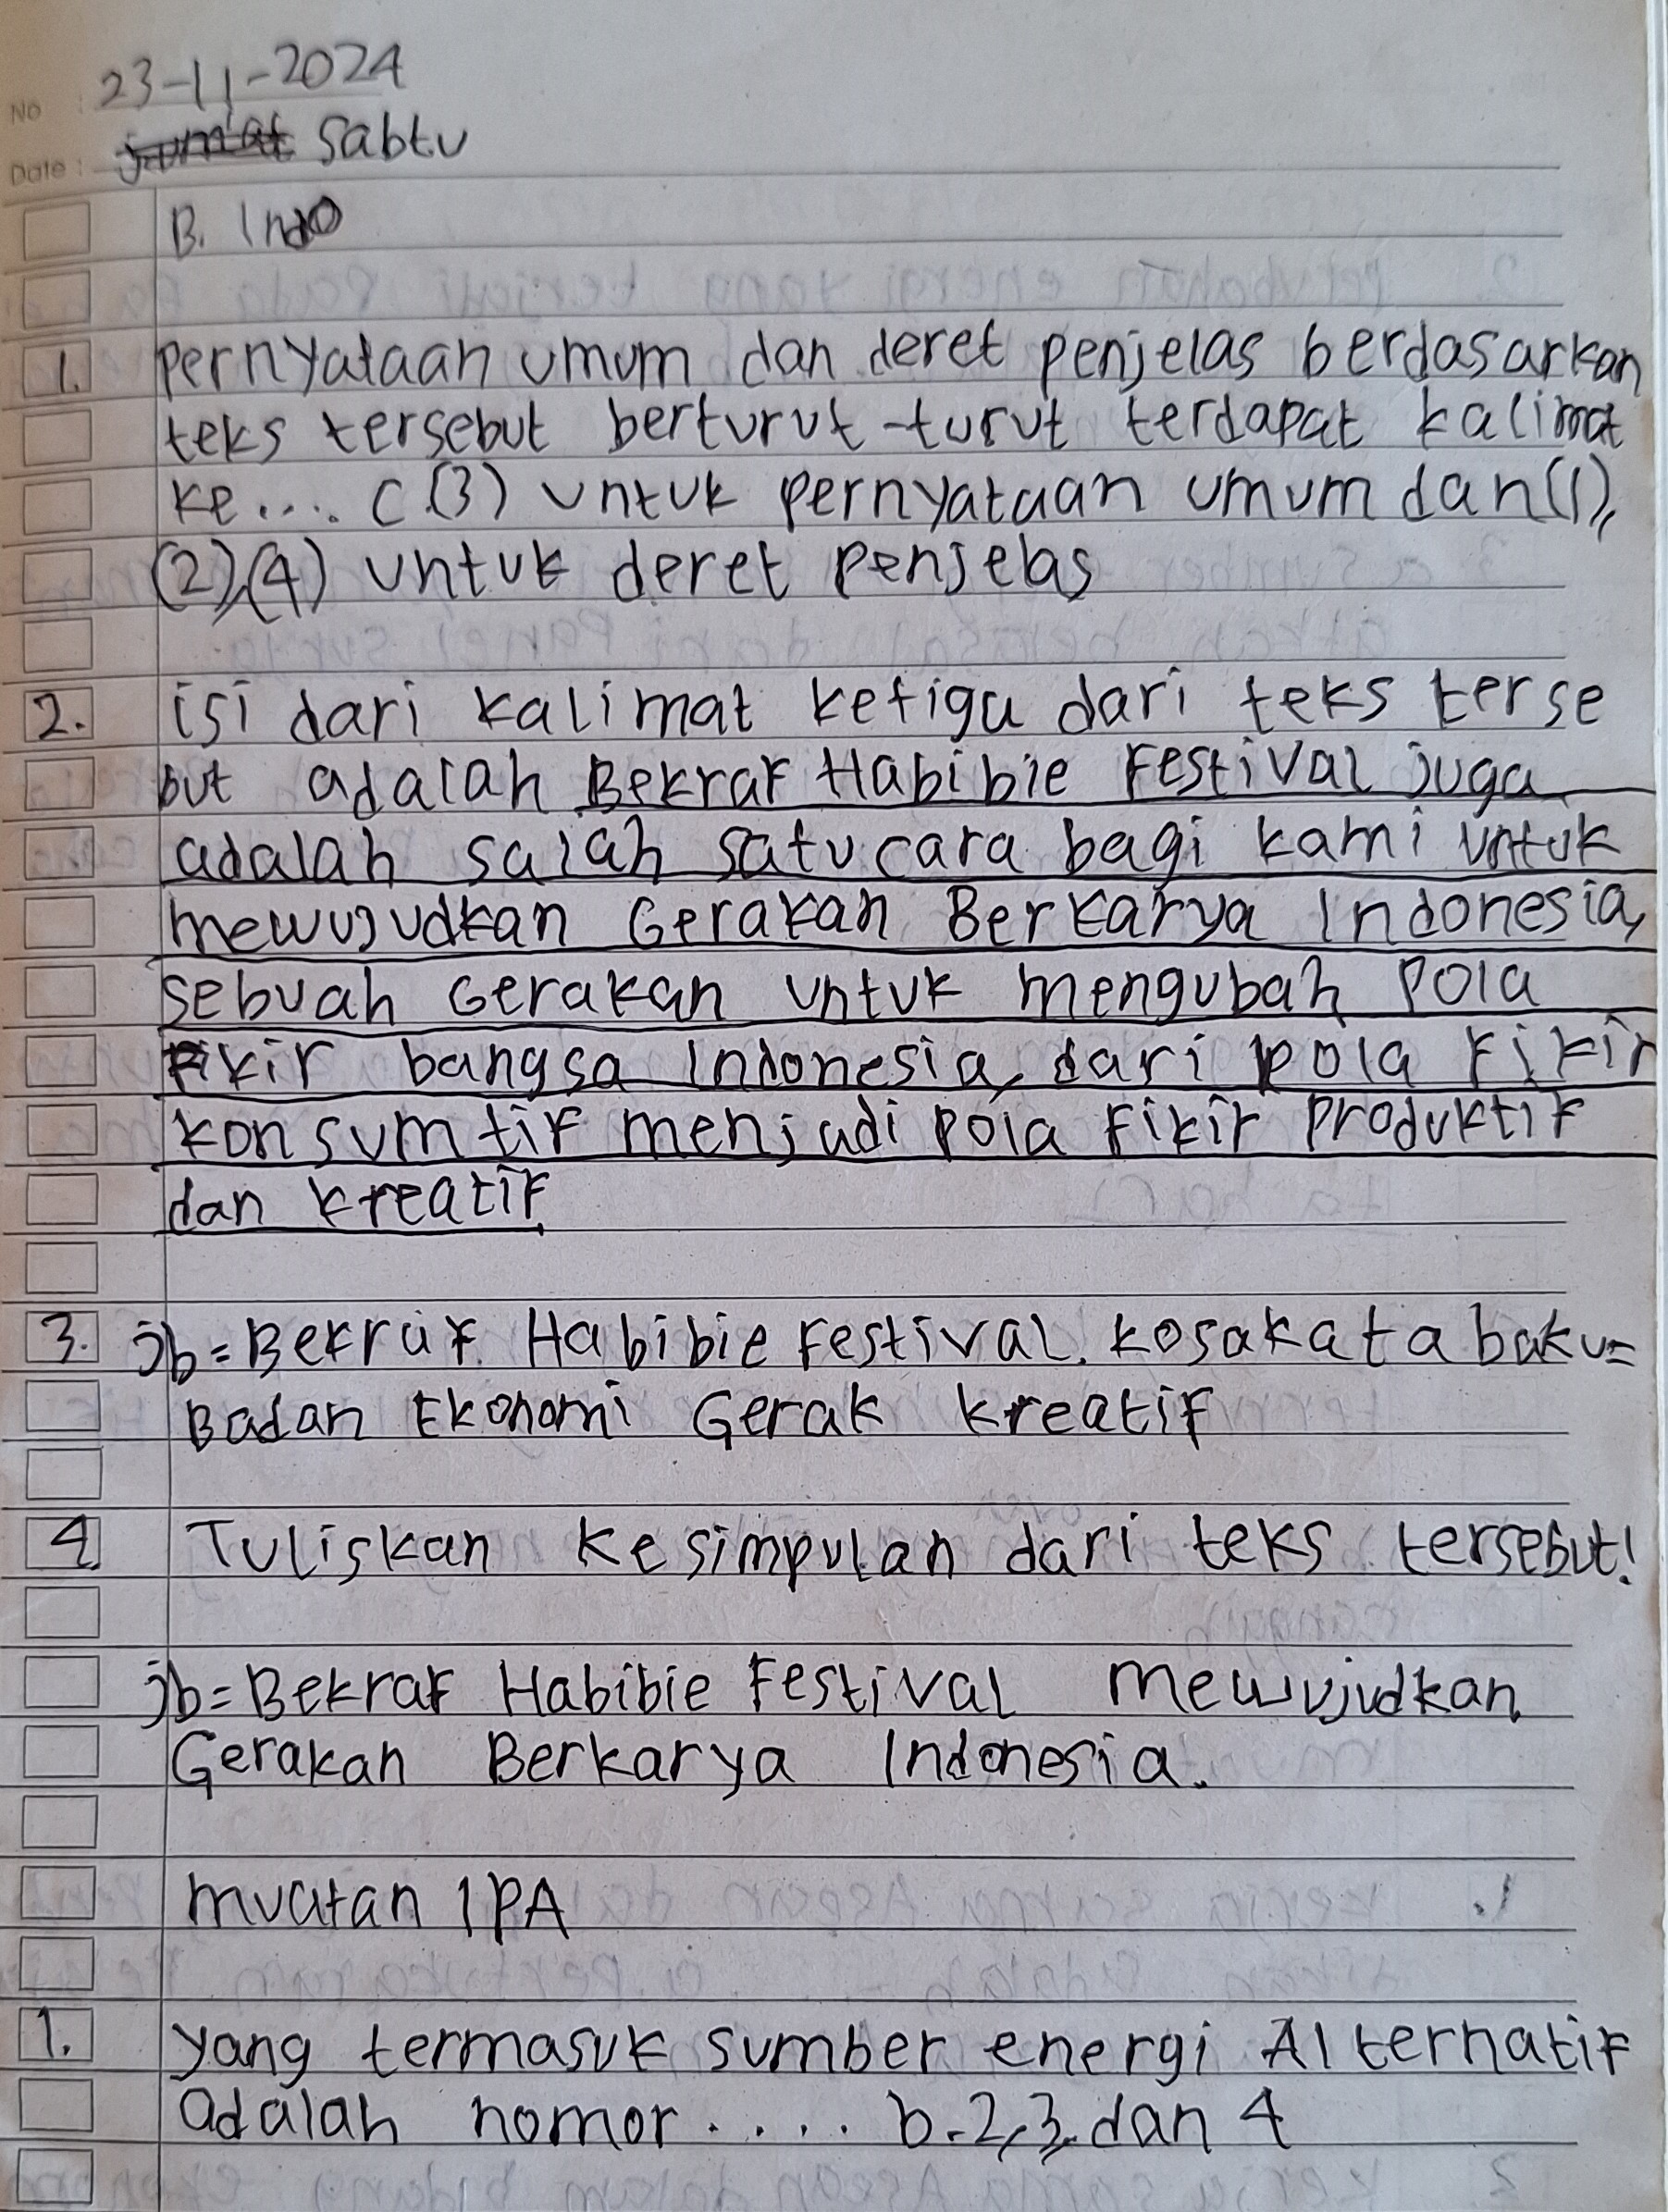 No : 23-11-2024
Date : jum'at Sabtu
B. Indo
1. pernyataan umum dan deret penjelas berdasarkan
teks tersebut berturut-turut terdapat kalimat
ke.... c (3) untuk pernyataan umum dan (1),
(2),(4) untuk deret penjelas
2. isi dari kalimat ketiga dari teks terse
but adalah Bekraf Habibie Festival juga
adalah salah satu cara bagi kami untuk
mewujudkan Gerakan Berkarya Indonesia,
sebuah Gerakan untuk mengubah pola
Fikir bangsa Indonesia, dari pola Fikir
konsumtif menjadi pola Fikir produktif
dan kreatif
3. jb = Bekraf Habibie Festival. kosakata baku =
Badan Ekonomi Gerak kreatif
4. Tuliskan kesimpulan dari teks tersebut!
jb = Bekraf Habibie Festival Mewujudkan
Gerakan Berkarya Indonesia.
muatan IPA
1. yang termasuk sumber energi Alternatif
adalah nomor..... b. 2, 3, dan 4